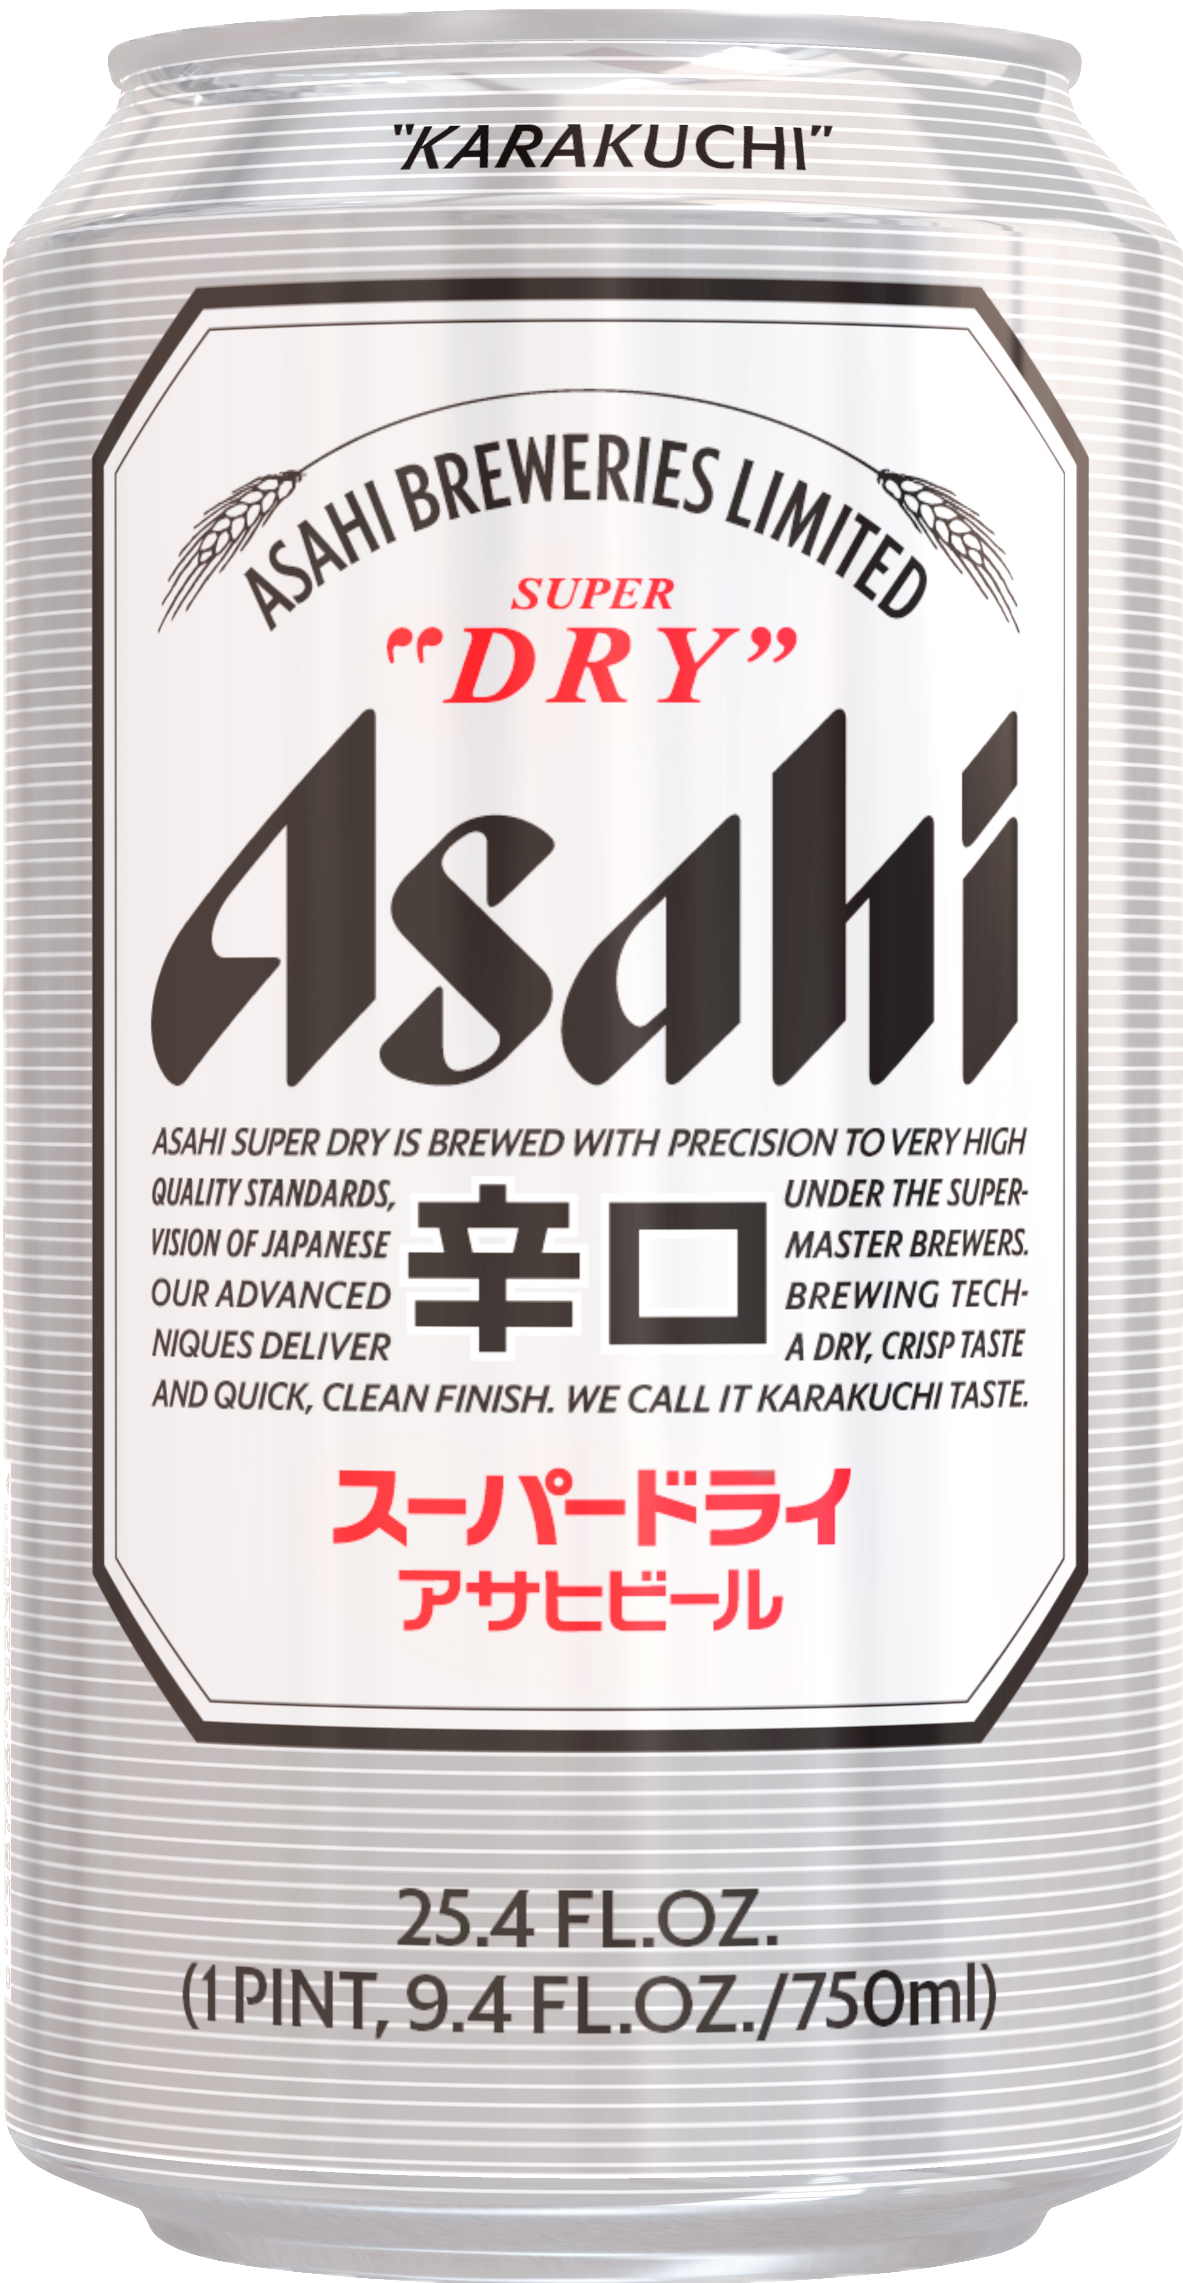 "KARAKUCHI"
ASAHI BREWERIES LIMITED
SUPER
“DRY”
Asahi
ASAHI SUPER DRY IS BREWED WITH PRECISION TO VERY HIGH
QUALITY STANDARDS, UNDER THE SUPER-
VISION OF JAPANESE MASTER BREWERS.
OUR ADVANCED BREWING TECH-
NIQUES DELIVER A DRY, CRISP TASTE
辛口
AND QUICK, CLEAN FINISH. WE CALL IT KARAKUCHI TASTE.
スーパードライ
アサヒビール
25.4 FL.OZ.
(1 PINT, 9.4 FL.OZ./750ml)